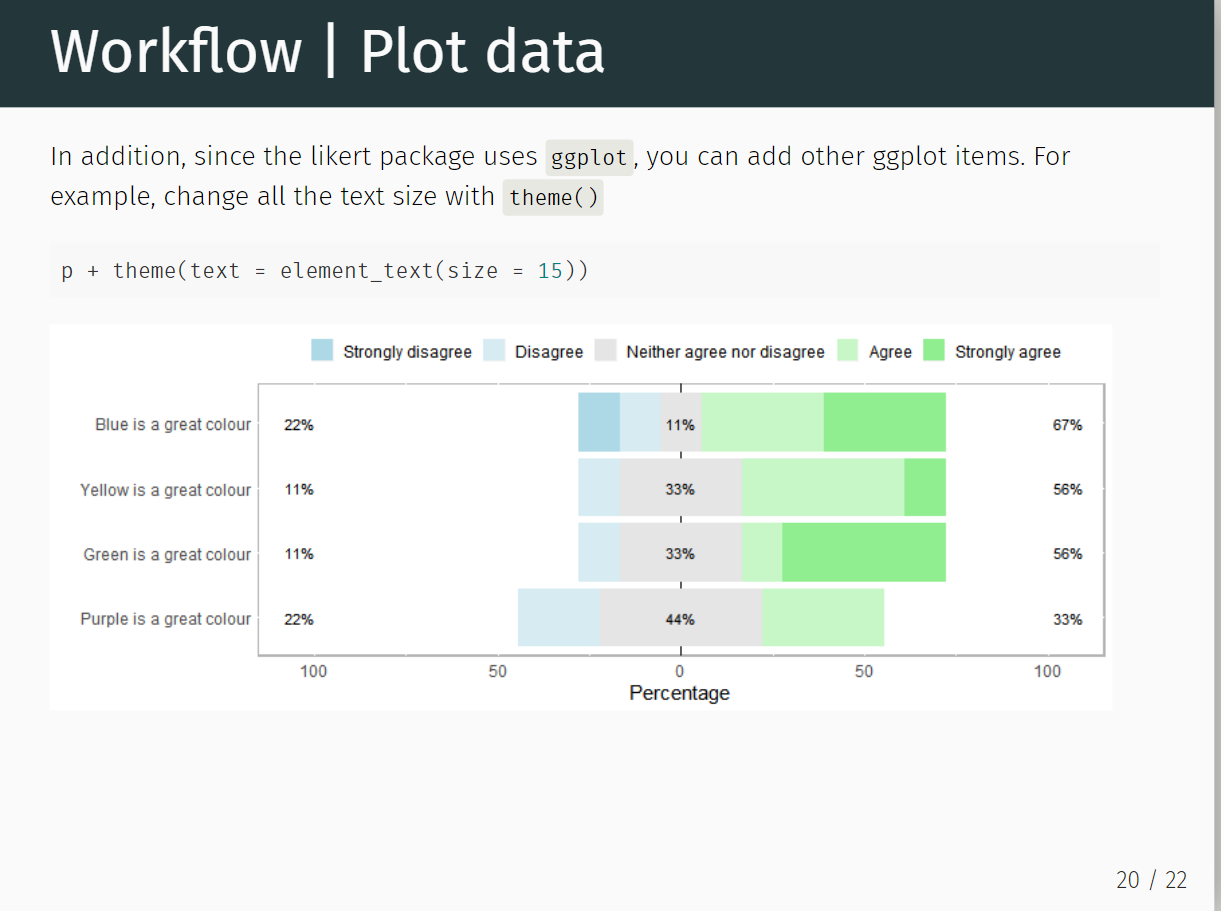 Workflow | Plot data
In addition, since the likert package uses ggplot, you can add other ggplot items. For
example, change all the text size with theme()
p + theme(text = element_text(size = 15))
Strongly disagree Disagree Neither agree nor disagree Agree Strongly agree
Blue is a great colour 22% 11% 67%
Yellow is a great colour 11% 33% 56%
Green is a great colour 11% 33% 56%
Purple is a great colour 22% 44% 33%
100 50 0 50 100
Percentage
20 / 22